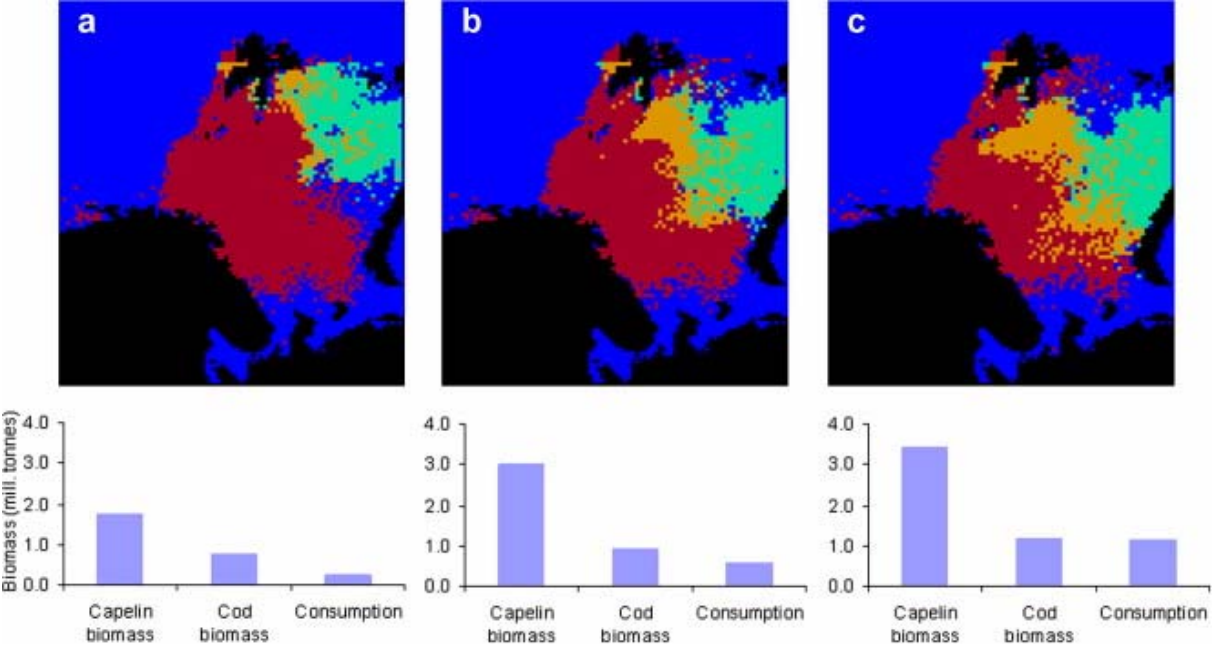 a b c
Biomass (mill. tonnes)
4.0
3.0
2.0
1.0
0.0
Capelin biomass
Cod biomass
Consumption
4.0
3.0
2.0
1.0
0.0
Capelin biomass
Cod biomass
Consumption
4.0
3.0
2.0
1.0
0.0
Capelin biomass
Cod biomass
Consumption